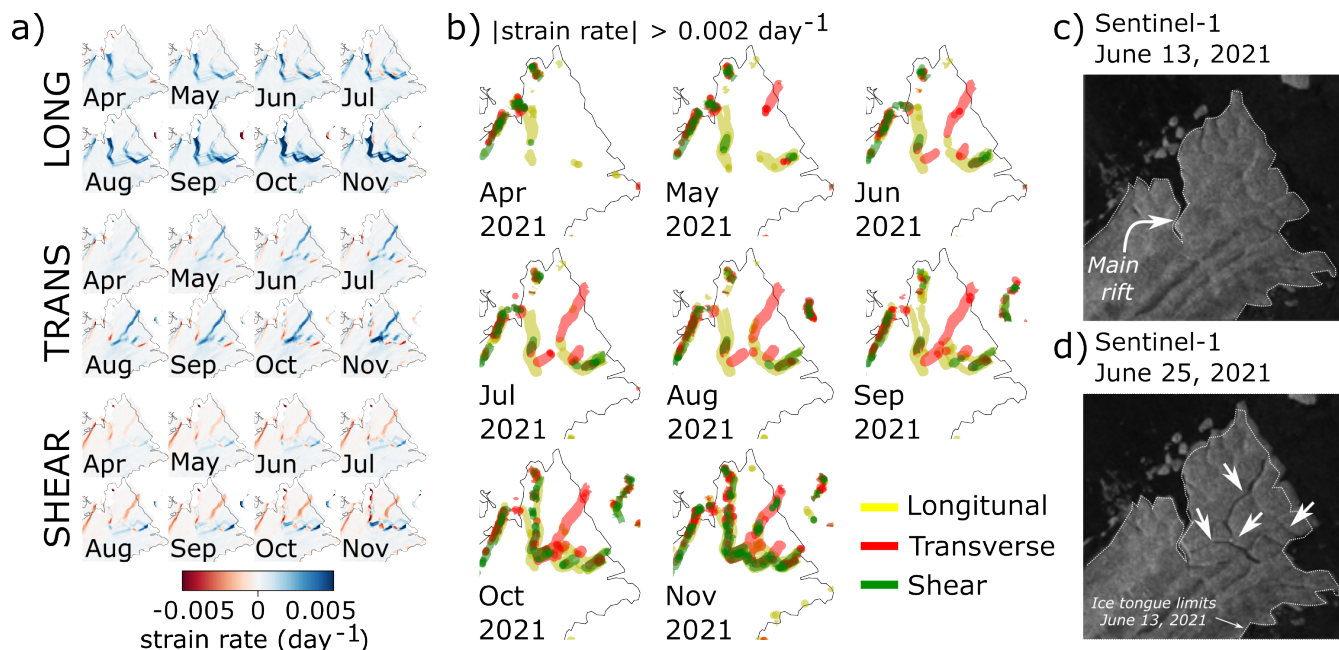 a)
LONG
Apr
May
Jun
Jul
Aug
Sep
Oct
Nov
TRANS
Apr
May
Jun
Jul
Aug
Sep
Oct
Nov
SHEAR
Apr
May
Jun
Jul
Aug
Sep
Oct
Nov
-0.005 0 0.005
strain rate (day-1)
b) |strain rate| > 0.002 day-1
Apr
2021
May
2021
Jun
2021
Jul
2021
Aug
2021
Sep
2021
Oct
2021
Nov
2021
Longitunal
Transverse
Shear
c) Sentinel-1
June 13, 2021
Main
rift
d) Sentinel-1
June 25, 2021
Ice tongue limits
June 13, 2021